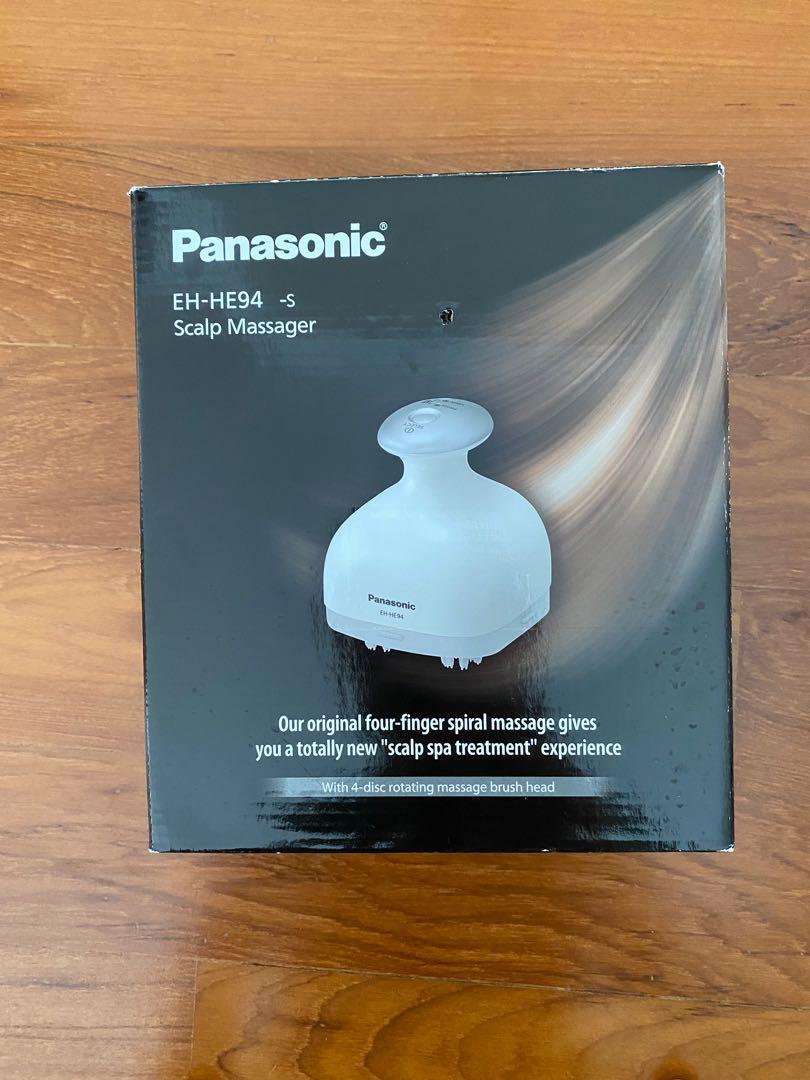 Panasonic®
EH-HE94 -S
Scalp Massager
SELECT
Panasonic
EH-HE94
Our original four-finger spiral massage gives
you a totally new "scalp spa treatment" experience
With 4-disc rotating massage brush head